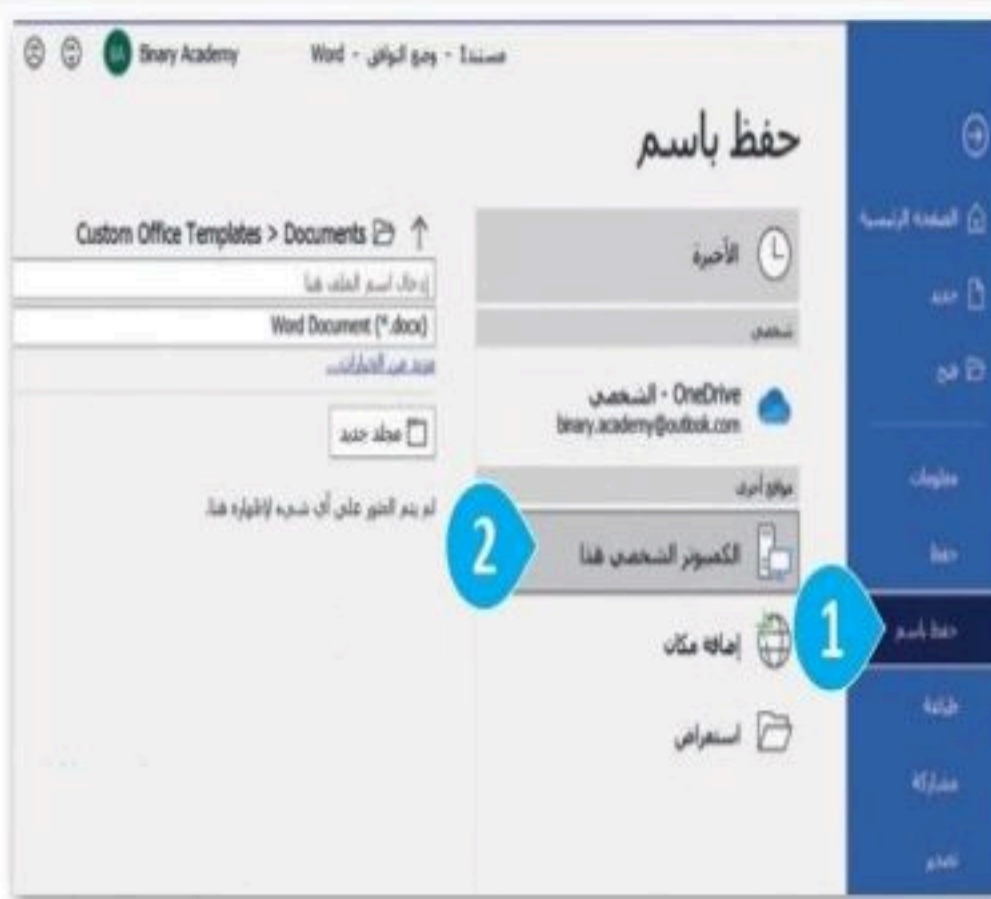 مستند1 - وضع التوافق - Word
Binary Academy
الصفحة الرئيسية
جديد
فتح
معلومات
حفظ
حفظ باسم
طباعة
مشاركة
تصدير
حفظ باسم
الأخيرة
شخصي
OneDrive - الشخصي
binary.academy@outlook.com
مواقع أخرى
الكمبيوتر الشخصي هذا
إضافة مكان
استعراض
1
2
Custom Office Templates > Documents
إدخال اسم الملف هنا
Word Document (*.docx)
مزيد من الخيارات...
مجلد جديد
لم يتم العثور على أي شيء لإظهاره هنا.